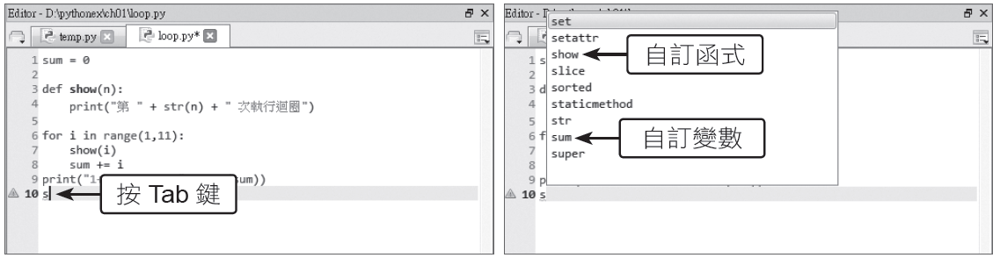 Editor - D:\pythonex\ch01\loop.py
temp.py
loop.py*
1 sum = 0
2
3 def show(n):
4 print("第 " + str(n) + " 次執行迴圈")
5
6 for i in range(1,11):
7 show(i)
8 sum += i
9 print("1 sum))
10 s
按 Tab 鍵
Editor -
set
setattr
show
slice
sorted
staticmethod
str
sum
super
自訂函式
自訂變數
1 s
2
3 d
4
5
6 f
7
8
9 p
10 s